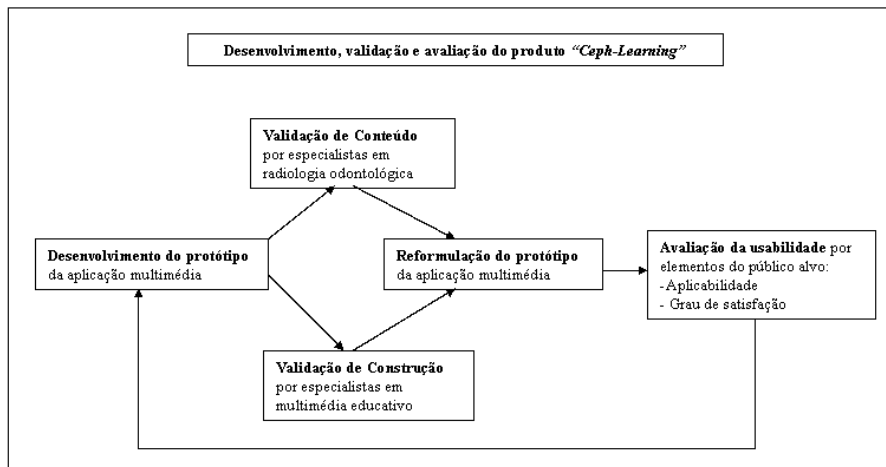 Desenvolvimento, validação e avaliação do produto “Ceph-Learning”
Validação de Conteúdo
por especialistas em
radiologia odontológica
Desenvolvimento do protótipo
da aplicação multimédia
Reformulação do protótipo
da aplicação multimédia
Avaliação da usabilidade por
elementos do público alvo:
- Aplicabilidade
- Grau de satisfação
Validação de Construção
por especialistas em
multimédia educativo